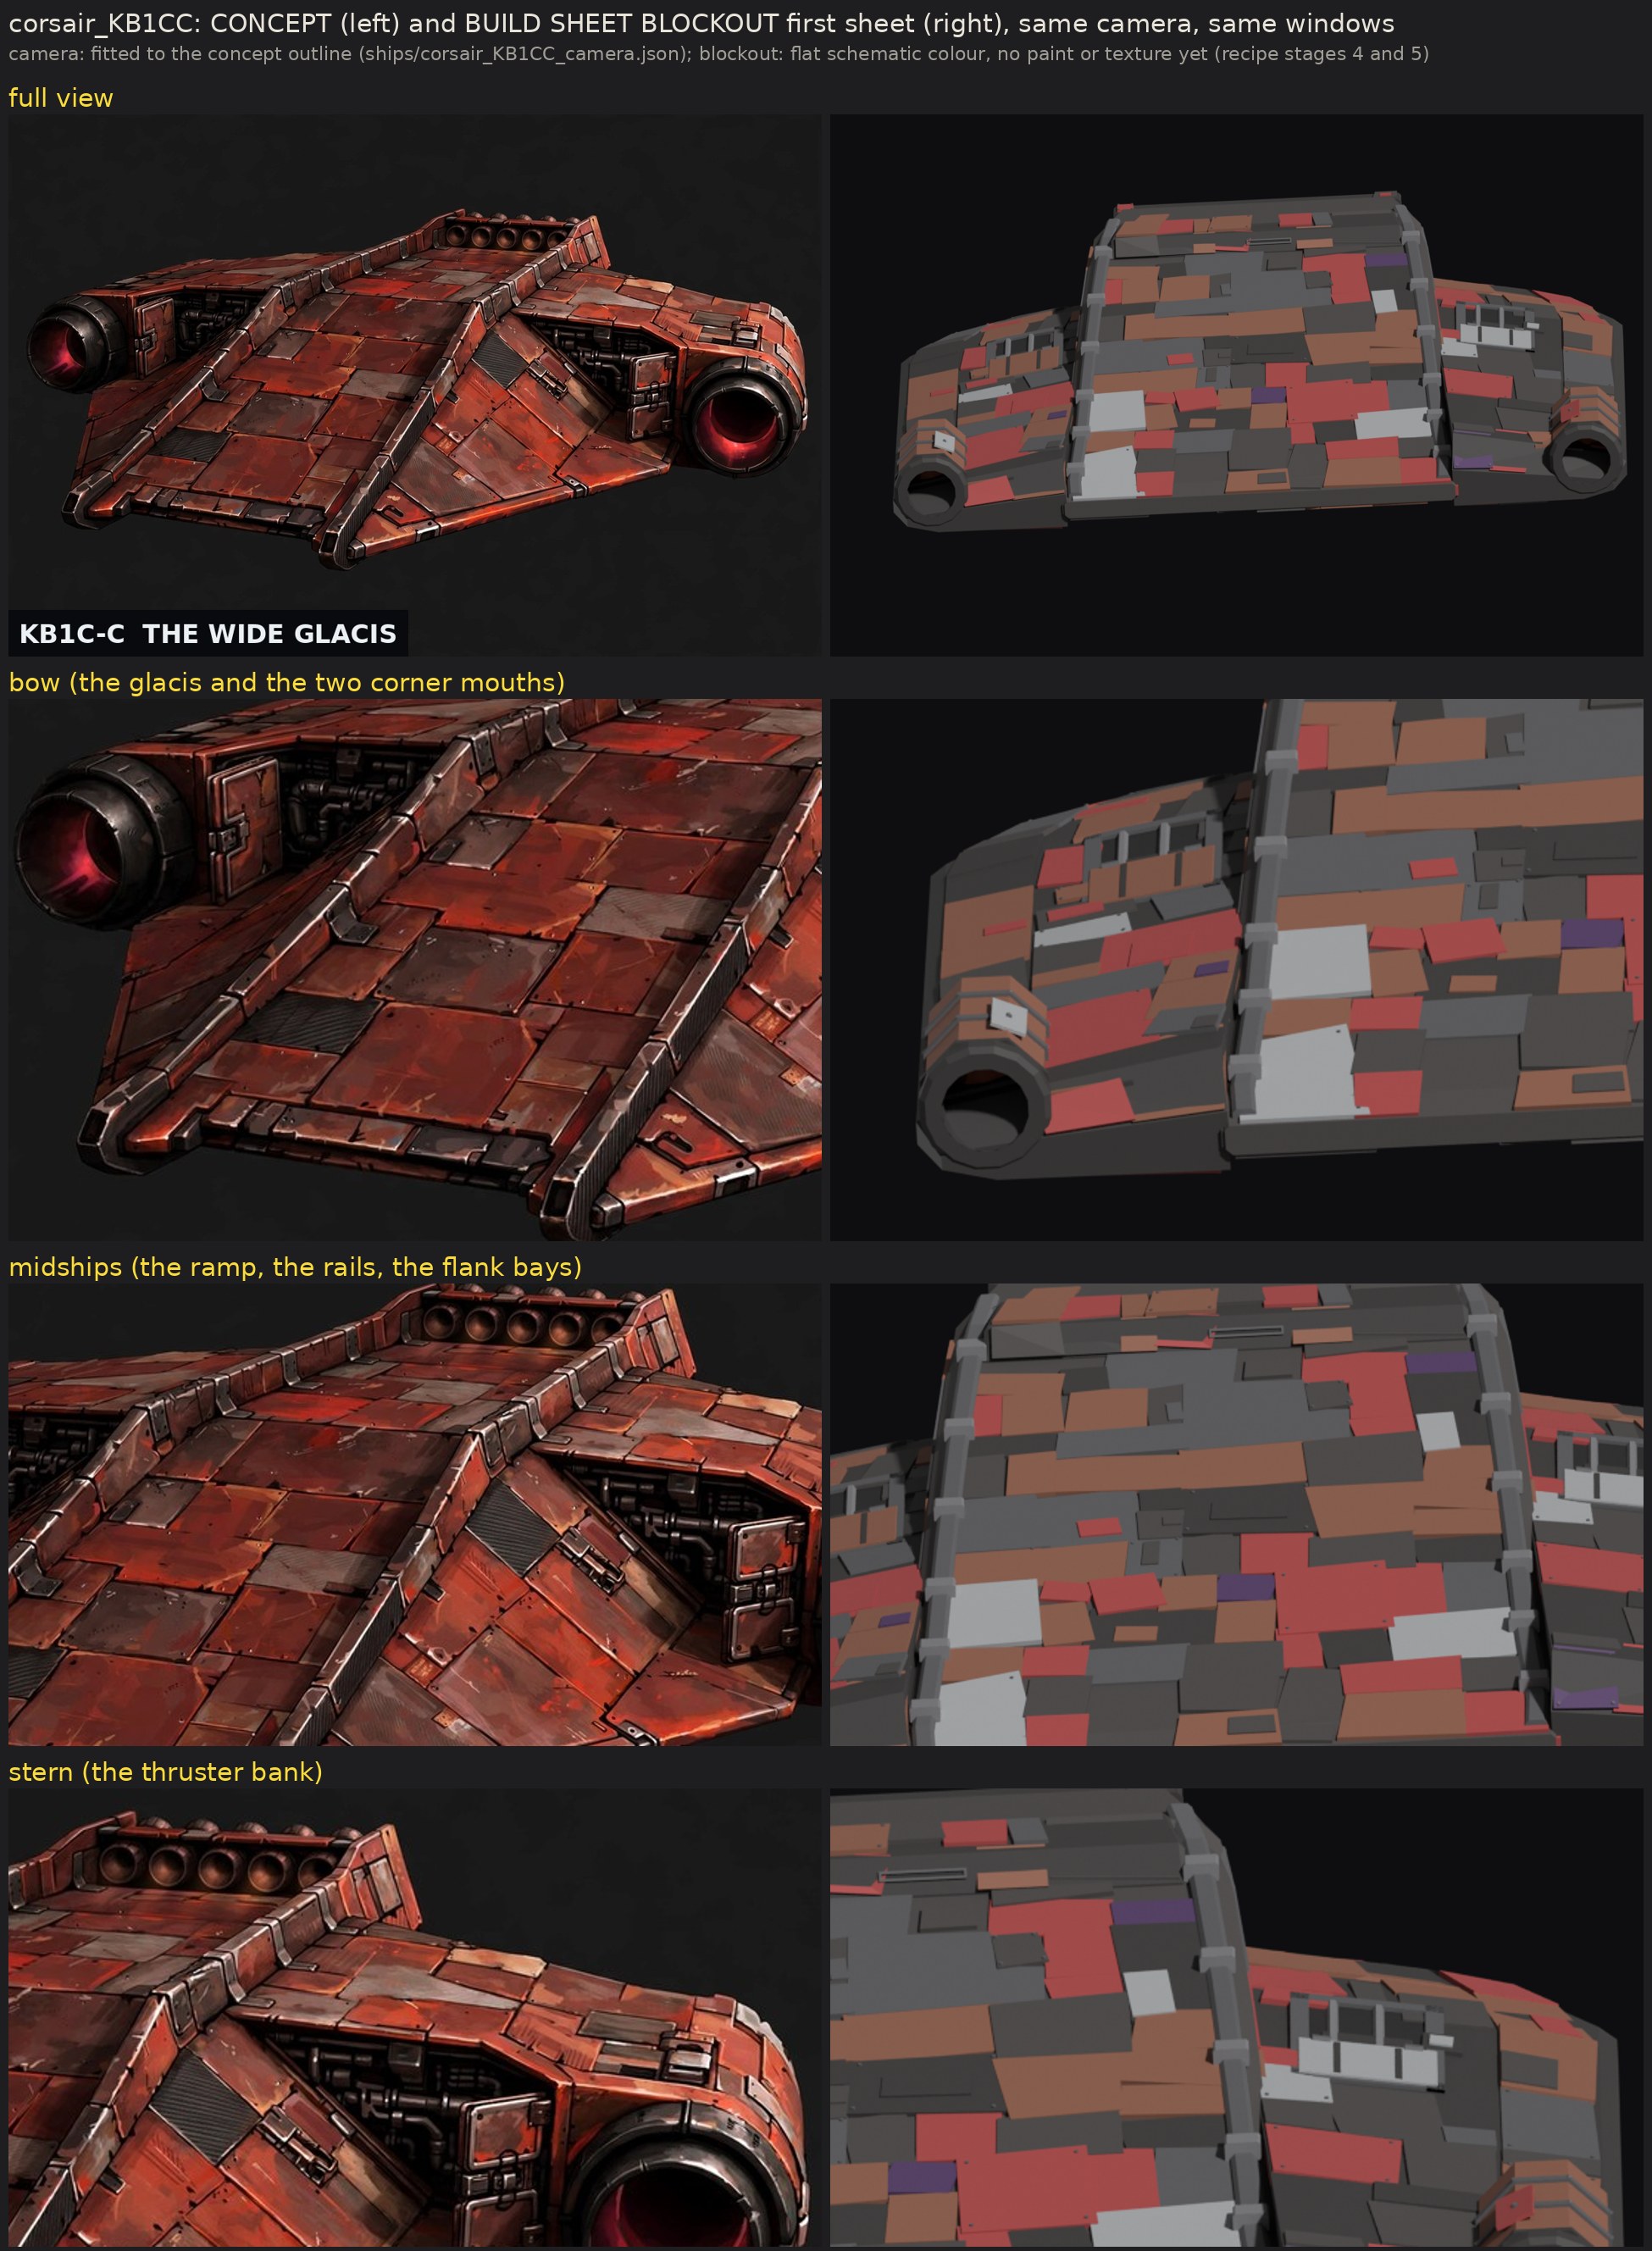 corsair_KB1CC: CONCEPT (left) and BUILD SHEET BLOCKOUT first sheet (right), same camera, same windows
camera: fitted to the concept outline (ships/corsair_KB1CC_camera.json); blockout: flat schematic colour, no paint or texture yet (recipe stages 4 and 5)
full view
KB1C-C THE WIDE GLACIS
bow (the glacis and the two corner mouths)
midships (the ramp, the rails, the flank bays)
stern (the thruster bank)